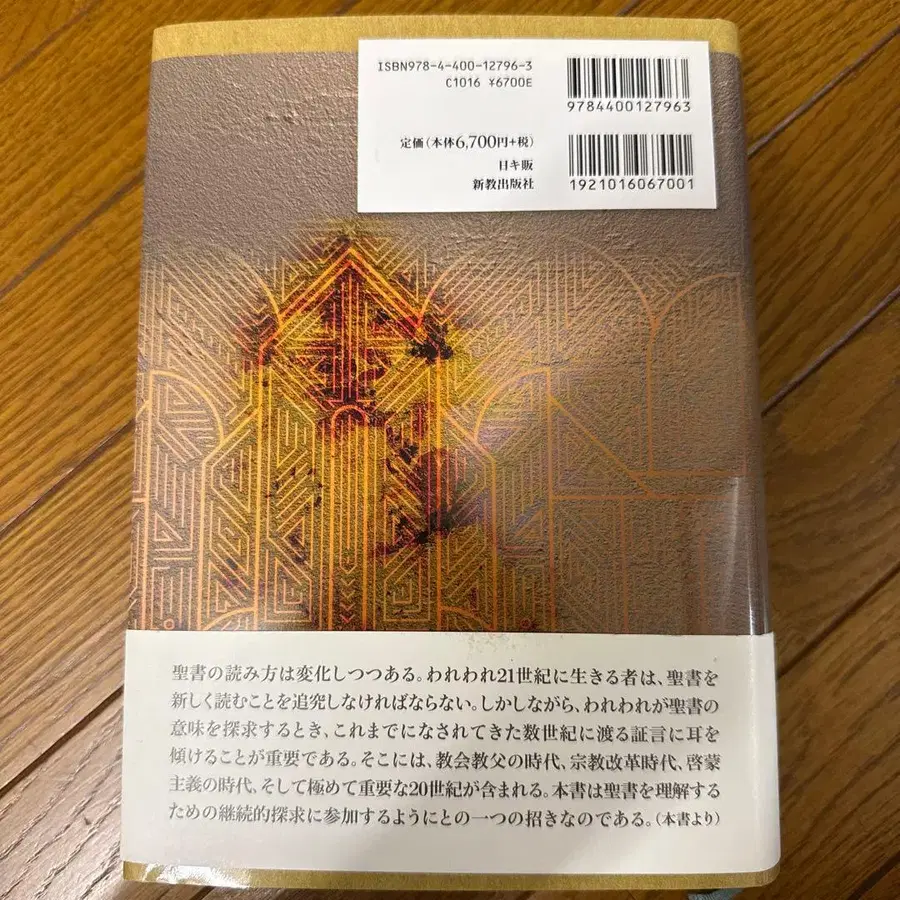 ISBN978-4-400-12796-3
C1016 ¥6700E
定価(本体6,700円+税)
日キ販
新教出版社
9784400127963
1921016067001
聖書の読み方は変化しつつある。われわれ21世紀に生きる者は、聖書を
新しく読むことを追究しなければならない。しかしながら、われわれが聖書の
意味を探求するとき、これまでになされてきた数世紀に渡る証言に耳を
傾けることが重要である。そこには、教会教父の時代、宗教改革時代、啓蒙
主義の時代、そして極めて重要な20世紀が含まれる。本書は聖書を理解する
ための継続的探求に参加するようにとの一つの招きなのである。(本書より)